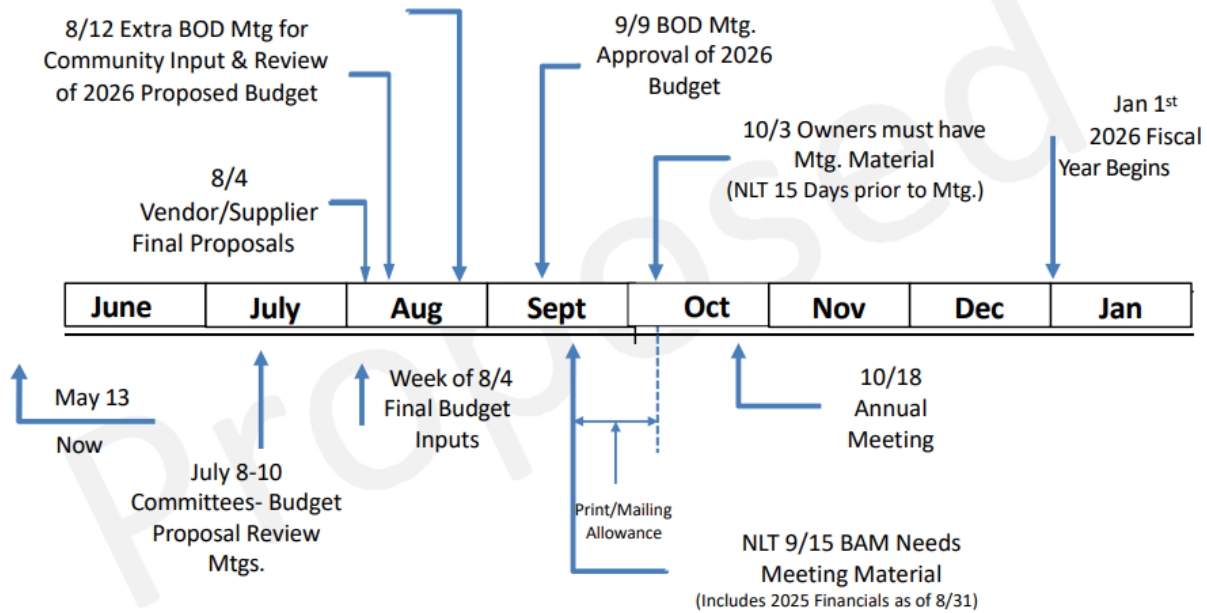 8/12 Extra BOD Mtg for
Community Input & Review
of 2026 Proposed Budget
9/9 BOD Mtg.
Approval of 2026
Budget
Jan 1st
2026 Fiscal
Year Begins
10/3 Owners must have
Mtg. Material
(NLT 15 Days prior to Mtg.)
8/4
Vendor/Supplier
Final Proposals
June
July
Aug
Sept
Oct
Nov
Dec
Jan
May 13
Now
July 8-10
Committees- Budget
Proposal Review
Mtgs.
Week of 8/4
Final Budget
Inputs
Print/Mailing
Allowance
10/18
Annual
Meeting
NLT 9/15 BAM Needs
Meeting Material
(Includes 2025 Financials as of 8/31)
Proposed